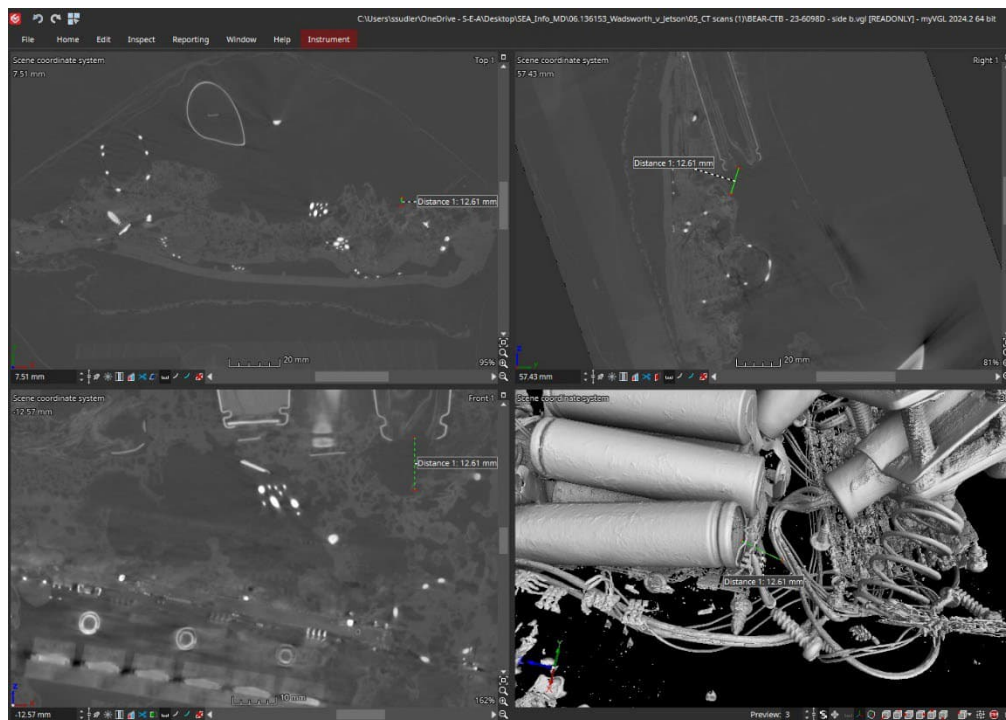 C:\Users\ssudler\OneDrive - S-E-A\Desktop\SEA_Info_MD\06.136153_Wadsworth_v_Jetson\05_CT scans (1)\BEAR-CTB - 23-6098D - side b.vgl [READONLY] - myVGL 2024.2 64 bit
File Home Edit Inspect Reporting Window Help Instrument
Scene coordinate system Top 1
7.51 mm
Distance 1: 12.61 mm
20 mm
95%
7.51 mm
Scene coordinate system Right 1
57.43 mm
Distance 1: 12.61 mm
20 mm
81%
57.43 mm
Scene coordinate system Front 1
-12.57 mm
Distance 1: 12.61 mm
10 mm
162%
-12.57 mm
Scene coordinate system
Distance 1: 12.61 mm
Preview: 3